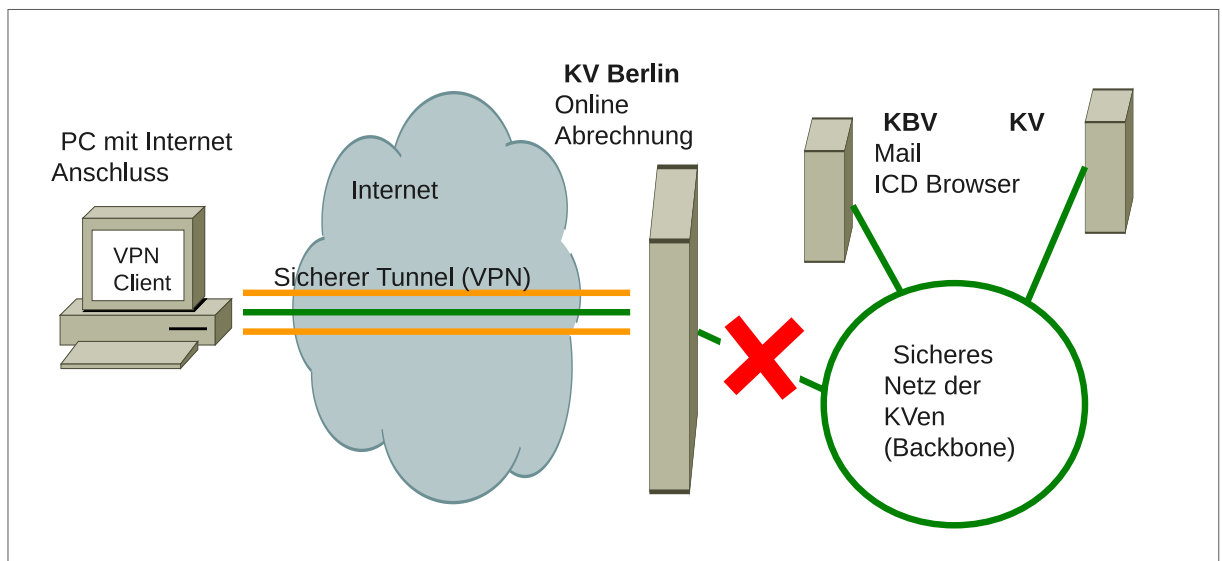 PC mit Internet
Anschluss
VPN
Client
Internet
Sicherer Tunnel (VPN)
KV Berlin
Online
Abrechnung
KBV
Mail
ICD Browser
KV
Sicheres
Netz der
KVen
(Backbone)